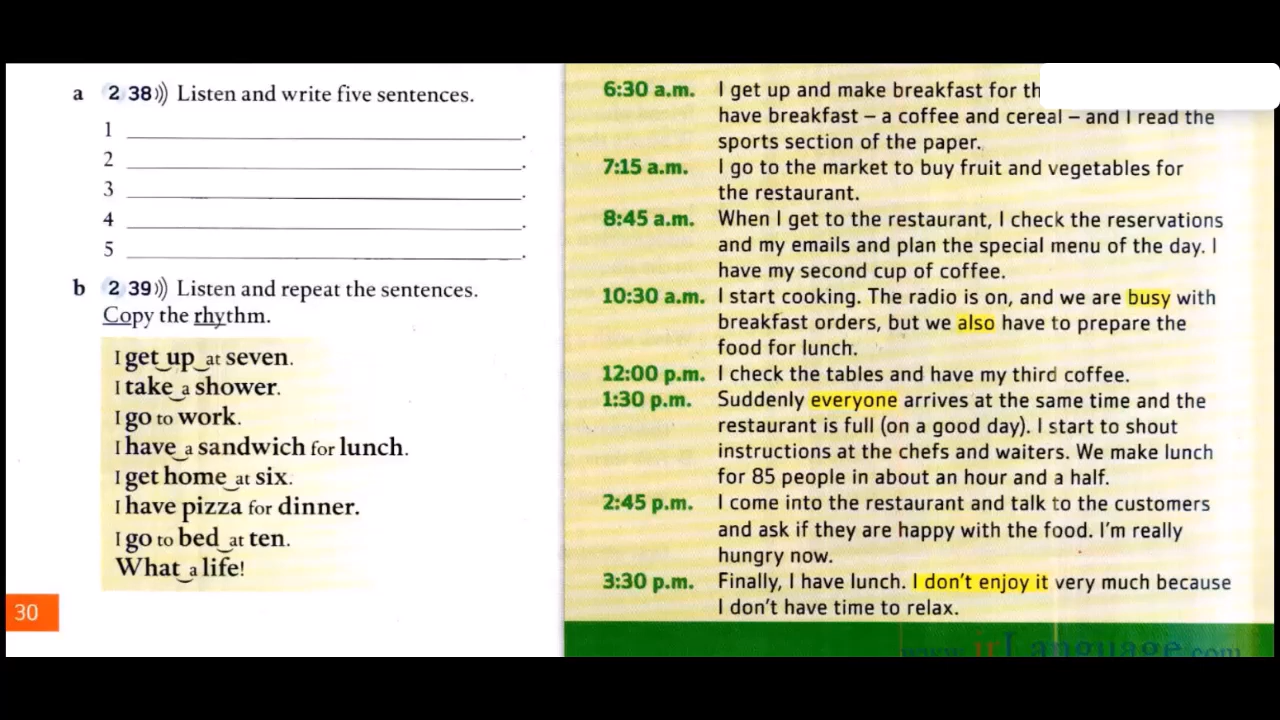 a 2 38))) Listen and write five sentences.
1 ______________________________.
2 ______________________________.
3 ______________________________.
4 ______________________________.
5 ______________________________.
b 2 39))) Listen and repeat the sentences.
Copy the rhythm.
I get up at seven.
I take a shower.
I go to work.
I have a sandwich for lunch.
I get home at six.
I have pizza for dinner.
I go to bed at ten.
What a life!
30
6:30 a.m. I get up and make breakfast for
have breakfast – a coffee and cereal – and I read the
sports section of the paper.
7:15 a.m. I go to the market to buy fruit and vegetables for
the restaurant.
8:45 a.m. When I get to the restaurant, I check the reservations
and my emails and plan the special menu of the day. I
have my second cup of coffee.
10:30 a.m. I start cooking. The radio is on, and we are busy with
breakfast orders, but we also have to prepare the
food for lunch.
12:00 p.m. I check the tables and have my third coffee.
1:30 p.m. Suddenly everyone arrives at the same time and the
restaurant is full (on a good day). I start to shout
instructions at the chefs and waiters. We make lunch
for 85 people in about an hour and a half.
2:45 p.m. I come into the restaurant and talk to the customers
and ask if they are happy with the food. I'm really
hungry now.
3:30 p.m. Finally, I have lunch. I don't enjoy it very much because
I don't have time to relax.
www.irLanguage.com